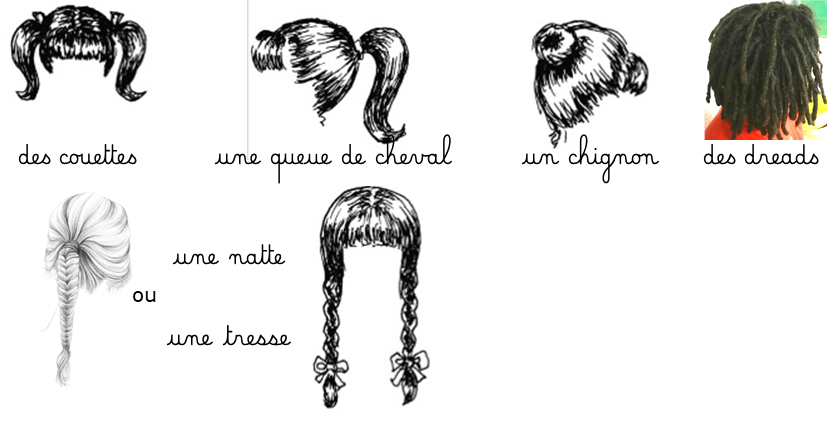 des couettes
une queue de cheval
un chignon
des dreads
une natte
ou
une tresse